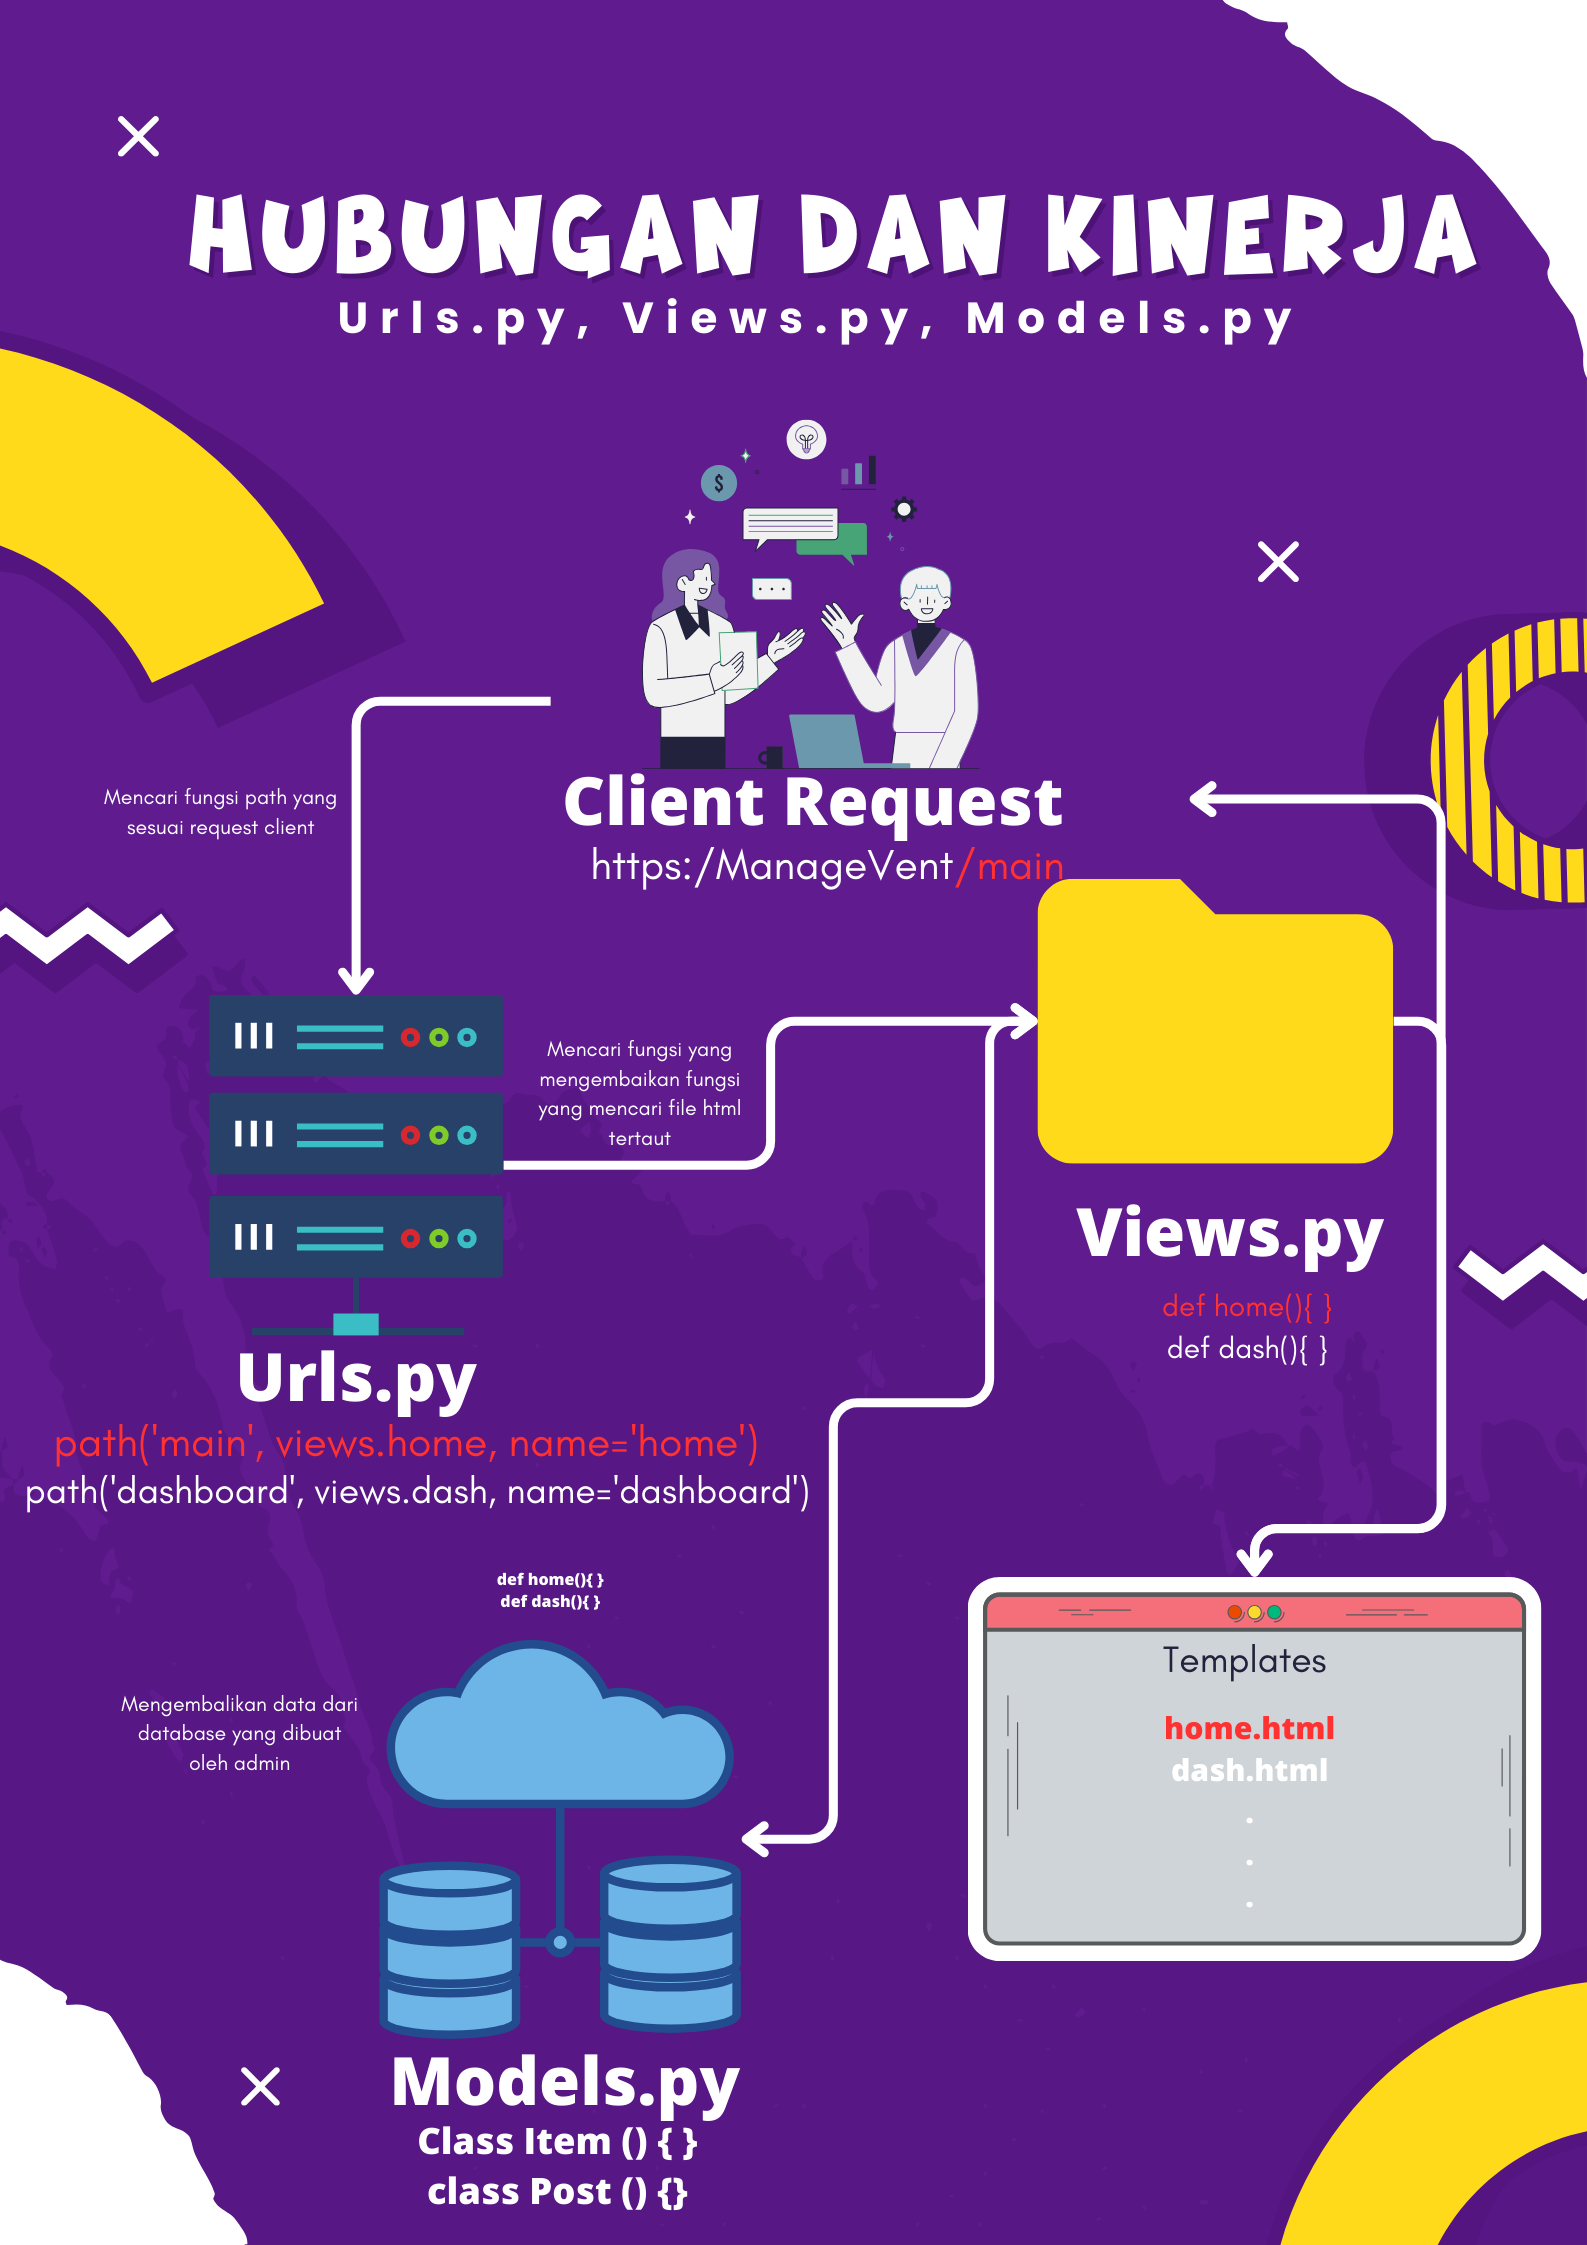 HUBUNGAN DAN KINERJA
Urls.py, Views.py, Models.py
$
Client Request
https:/ManageVent/main
Mencari fungsi path yang
sesuai request client
Mencari fungsi yang
mengembaikan fungsi
yang mencari file html
tertaut
Views.py
def home(){ }
def dash(){ }
Urls.py
path('main', views.home, name='home')
path('dashboard', views.dash, name='dashboard')
def home(){ }
def dash(){ }
Mengembalikan data dari
database yang dibuat
oleh admin
Templates
home.html
dash.html
.
.
.
Models.py
Class Item () { }
class Post () {}